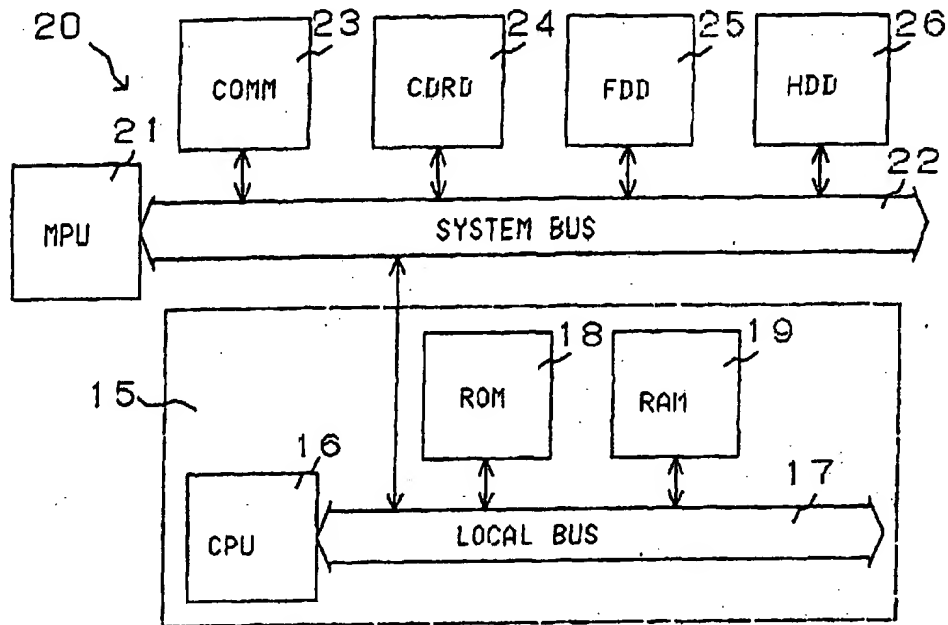 20
23
24
25
26
COMM
CDRD
FDD
HDD
21
22
MPU
SYSTEM BUS
18
19
15
ROM
RAM
16
17
CPU
LOCAL BUS